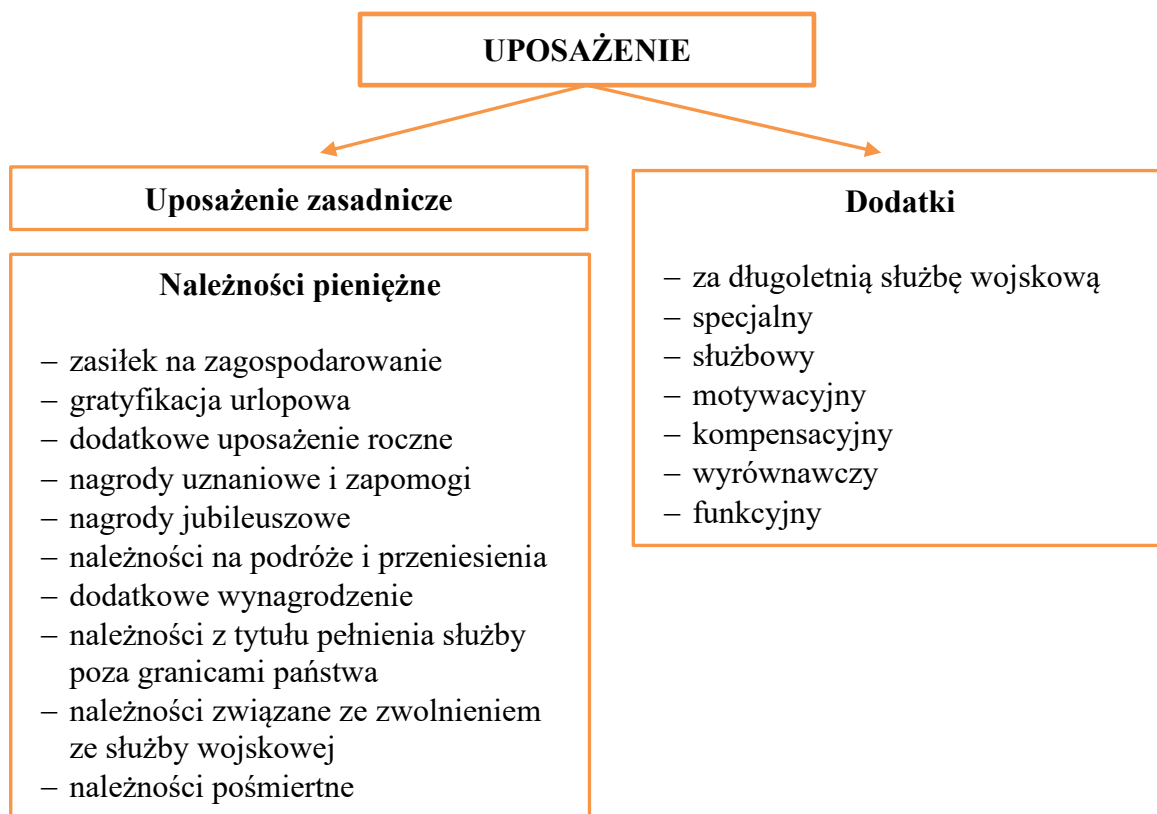 UPOSAŻENIE
Uposażenie zasadnicze
Należności pieniężne
– zasiłek na zagospodarowanie
– gratyfikacja urlopowa
– dodatkowe uposażenie roczne
– nagrody uznaniowe i zapomogi
– nagrody jubileuszowe
– należności na podróże i przeniesienia
– dodatkowe wynagrodzenie
– należności z tytułu pełnienia służby
poza granicami państwa
– należności związane ze zwolnieniem
ze służby wojskowej
– należności pośmiertne
Dodatki
– za długoletnią służbę wojskową
– specjalny
– służbowy
– motywacyjny
– kompensacyjny
– wyrównawczy
– funkcyjny